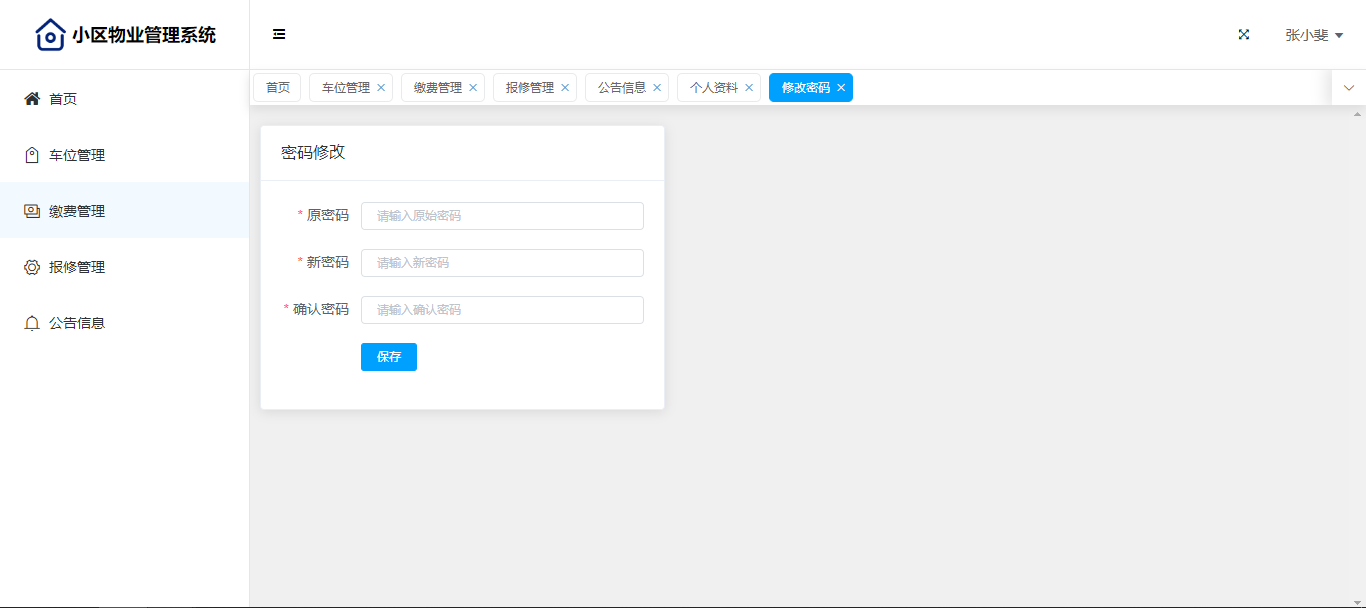 小区物业管理系统
张小斐
首页
车位管理
缴费管理
报修管理
公告信息
首页 车位管理 缴费管理 报修管理 公告信息 个人资料 修改密码
密码修改
* 原密码 请输入原始密码
* 新密码 请输入新密码
* 确认密码 请输入确认密码
保存